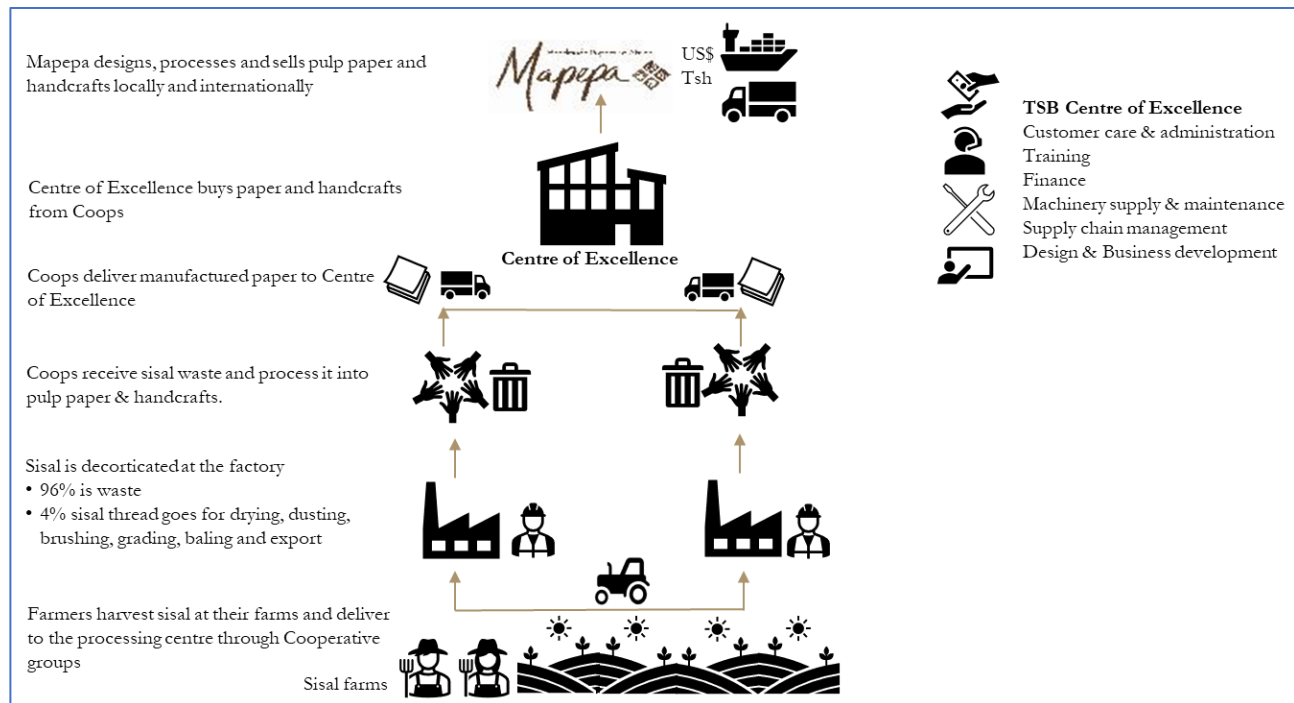 Mapepa designs, processes and sells pulp paper and
handcrafts locally and internationally
Mapepa
US$
Tsh
TSB Centre of Excellence
Customer care & administration
Training
Finance
Machinery supply & maintenance
Supply chain management
Design & Business development
Centre of Excellence buys paper and handcrafts
from Coops
Centre of Excellence
Coops deliver manufactured paper to Centre
of Excellence
Coops receive sisal waste and process it into
pulp paper & handcrafts.
Sisal is decorticated at the factory
• 96% is waste
• 4% sisal thread goes for drying, dusting,
brushing, grading, baling and export
Farmers harvest sisal at their farms and deliver
to the processing centre through Cooperative
groups
Sisal farms